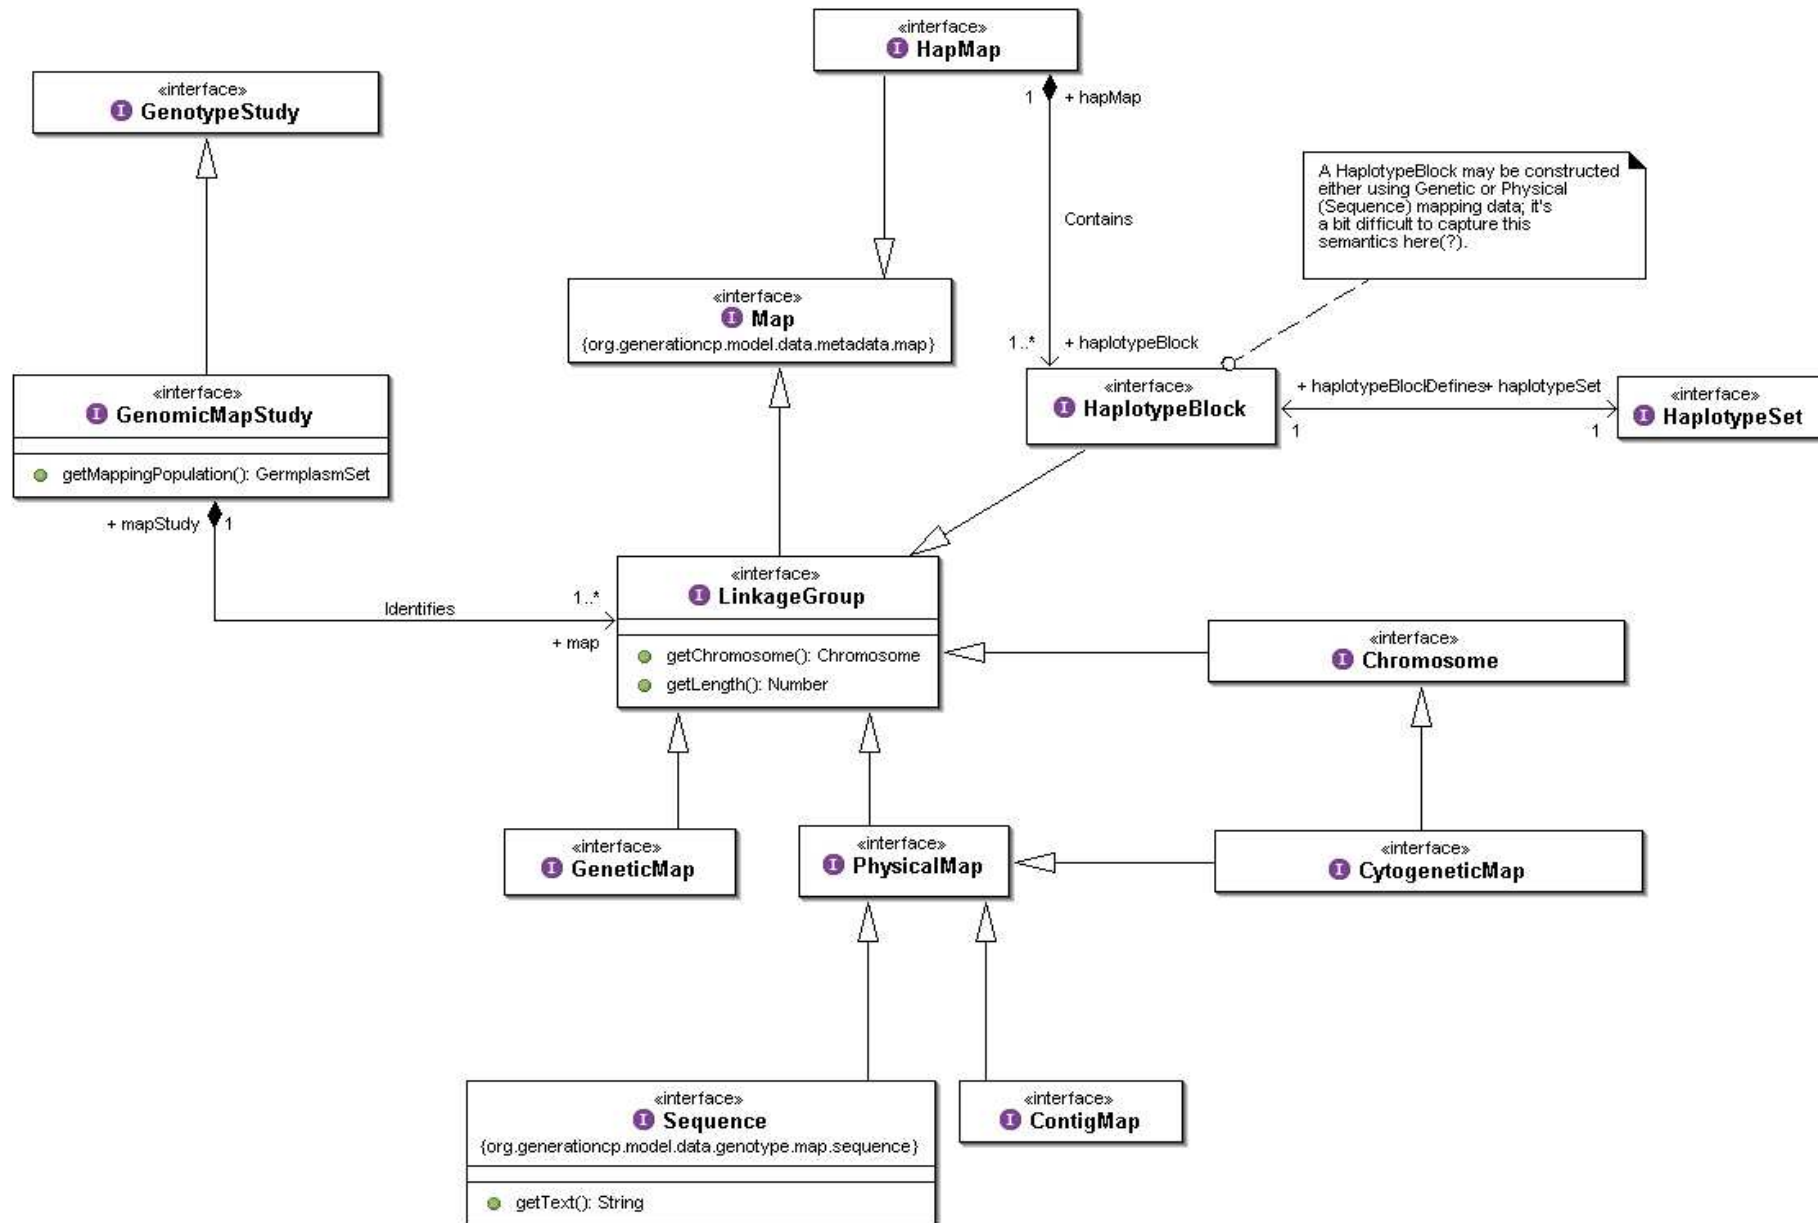 «interface»
HapMap
1
+ hapMap
«interface»
GenotypeStudy
A HaplotypeBlock may be constructed
either using Genetic or Physical
(Sequence) mapping data; it's
a bit difficult to capture this
semantics here(?).
Contains
«interface»
Map
{org.generationcp.model.data.metadata.map}
1..*
+ haplotypeBlock
«interface»
GenomicMapStudy
getMappingPopulation(): GermplasmSet
«interface»
HaplotypeBlock
+ haplotypeBlock
Defines
+ haplotypeSet
1
1
«interface»
HaplotypeSet
+ mapStudy
1
Identifies
1..*
+ map
«interface»
LinkageGroup
getChromosome(): Chromosome
getLength(): Number
«interface»
Chromosome
«interface»
GeneticMap
«interface»
PhysicalMap
«interface»
CytogeneticMap
«interface»
Sequence
{org.generationcp.model.data.genotype.map.sequence}
getText(): String
«interface»
ContigMap